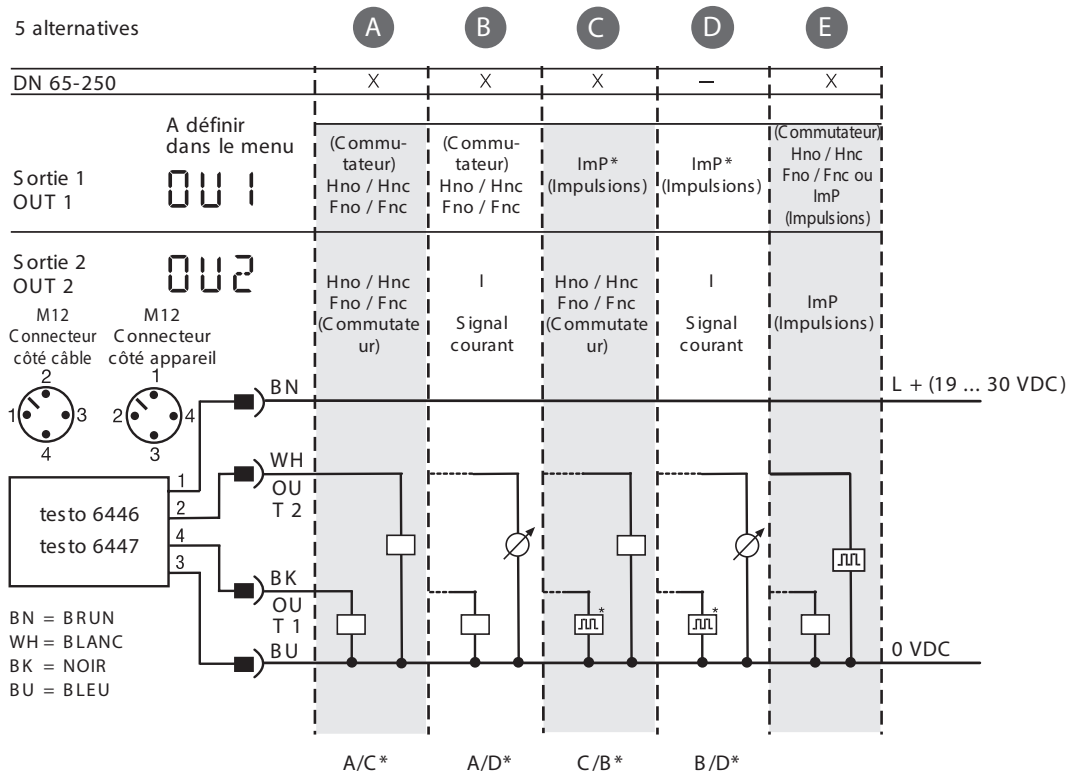 5 alternatives
A B C D E
DN 65-250 X X X — X
A définir
dans le menu
Sortie 1
OUT 1
OU1
(Commu-
tateur)
Hno / Hnc
Fno / Fnc
(Commu-
tateur)
Hno / Hnc
Fno / Fnc
ImP*
(Impulsions)
ImP*
(Impulsions)
(Commutateur)
Hno / Hnc
Fno / Fnc ou
ImP
(Impulsions)
Sortie 2
OUT 2
OU2
Hno / Hnc
Fno / Fnc
(Commutate
ur)
I
Signal
courant
Hno / Hnc
Fno / Fnc
(Commutate
ur)
I
Signal
courant
ImP
(Impulsions)
M12
Connecteur
côté câble
M12
Connecteur
côté appareil
2
1 3
4
1
2 4
3
BN
L + (19 ... 30 VDC)
WH
OU
T 2
1
2
4
3
testo 6446
testo 6447
BK
OU
T 1
* *
BU
0 VDC
BN = BRUN
WH = BLANC
BK = NOIR
BU = BLEU
A/C* A/D* C/B* B/D*